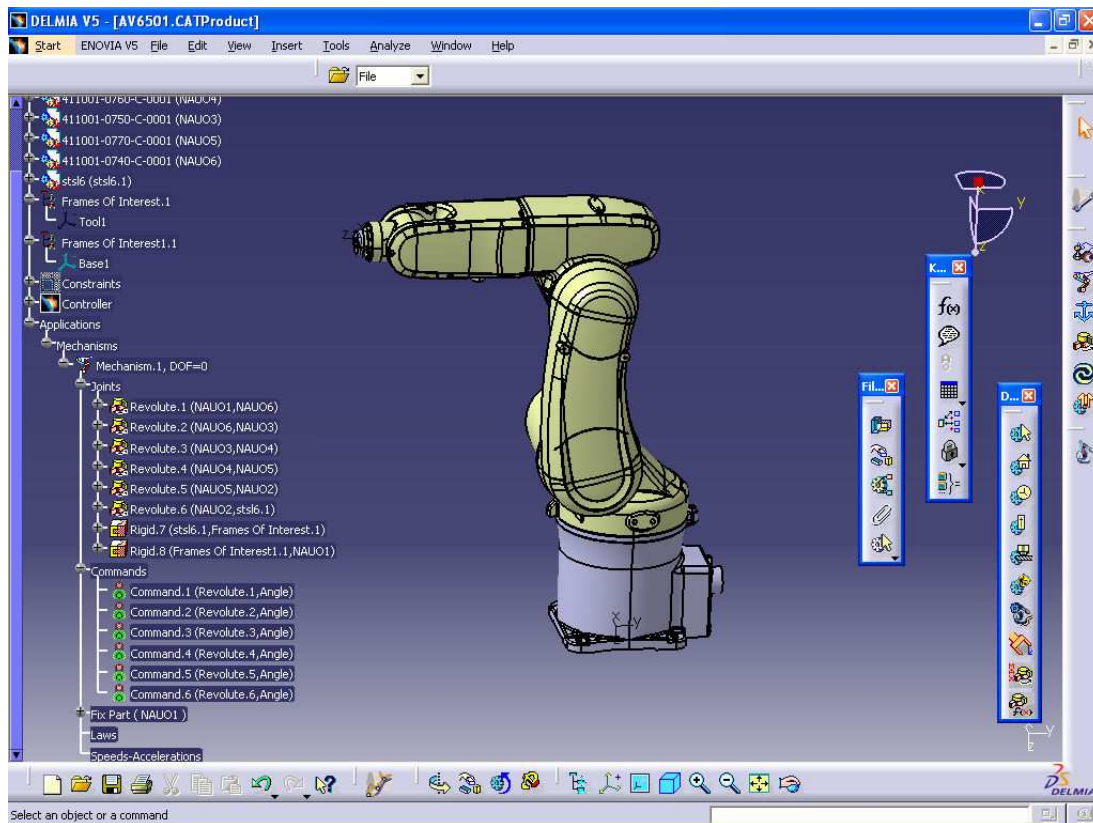 DELMIA V5 - [AV6501.CATProduct]
Start ENOVIA V5 File Edit View Insert Tools Analyze Window Help
File
411001-0760-C-0001 (NAUO4)
411001-0750-C-0001 (NAUO3)
411001-0770-C-0001 (NAUO5)
411001-0740-C-0001 (NAUO6)
stsl6 (stsl6.1)
Frames Of Interest.1
Tool1
Frames Of Interest1.1
Base1
Constraints
Controller
Applications
Mechanisms
Mechanism.1, DOF=0
Joints
Revolute.1 (NAUO1,NAUO6)
Revolute.2 (NAUO6,NAUO3)
Revolute.3 (NAUO3,NAUO4)
Revolute.4 (NAUO4,NAUO5)
Revolute.5 (NAUO5,NAUO2)
Revolute.6 (NAUO2,stsl6.1)
Rigid.7 (stsl6.1,Frames Of Interest.1)
Rigid.8 (Frames Of Interest1.1,NAUO1)
Commands
Command.1 (Revolute.1,Angle)
Command.2 (Revolute.2,Angle)
Command.3 (Revolute.3,Angle)
Command.4 (Revolute.4,Angle)
Command.5 (Revolute.5,Angle)
Command.6 (Revolute.6,Angle)
Fix Part ( NAUO1 )
Laws
Speeds-Accelerations
z
x y
y
z
K...
f(x)
Fil...
D...
MAX
f(x)
y
z
DELMIA
Select an object or a command